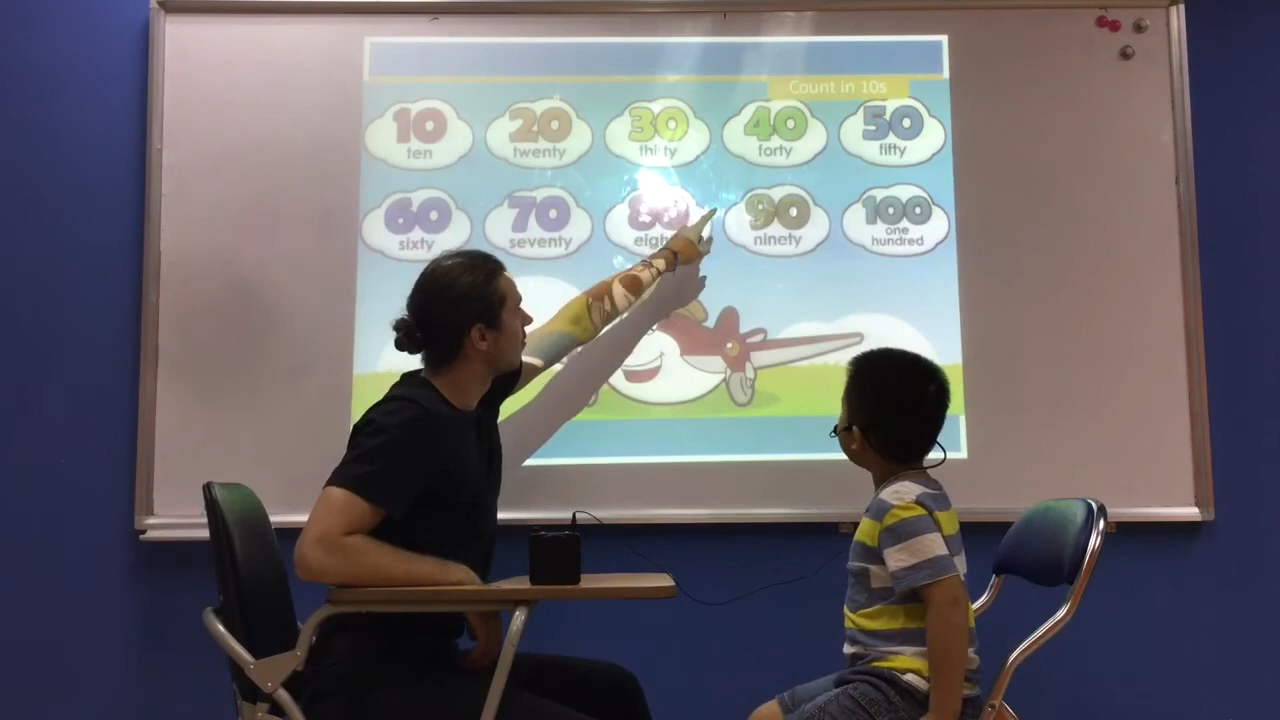 Count in 10s
10 20 30 40 50
ten twenty thirty forty fifty
60 70 80 90 100
sixty seventy ninety one
hundred